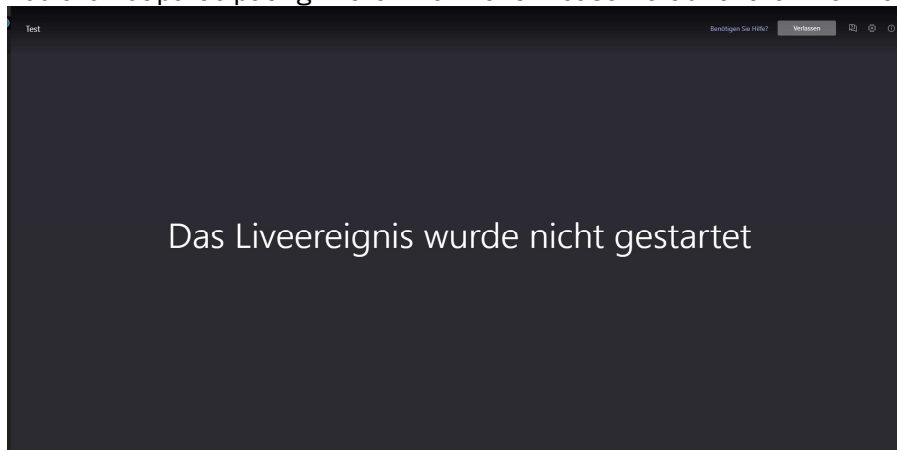 Test
Benötigen Sie Hilfe?
Verlassen
Das Liveereignis wurde nicht gestartet